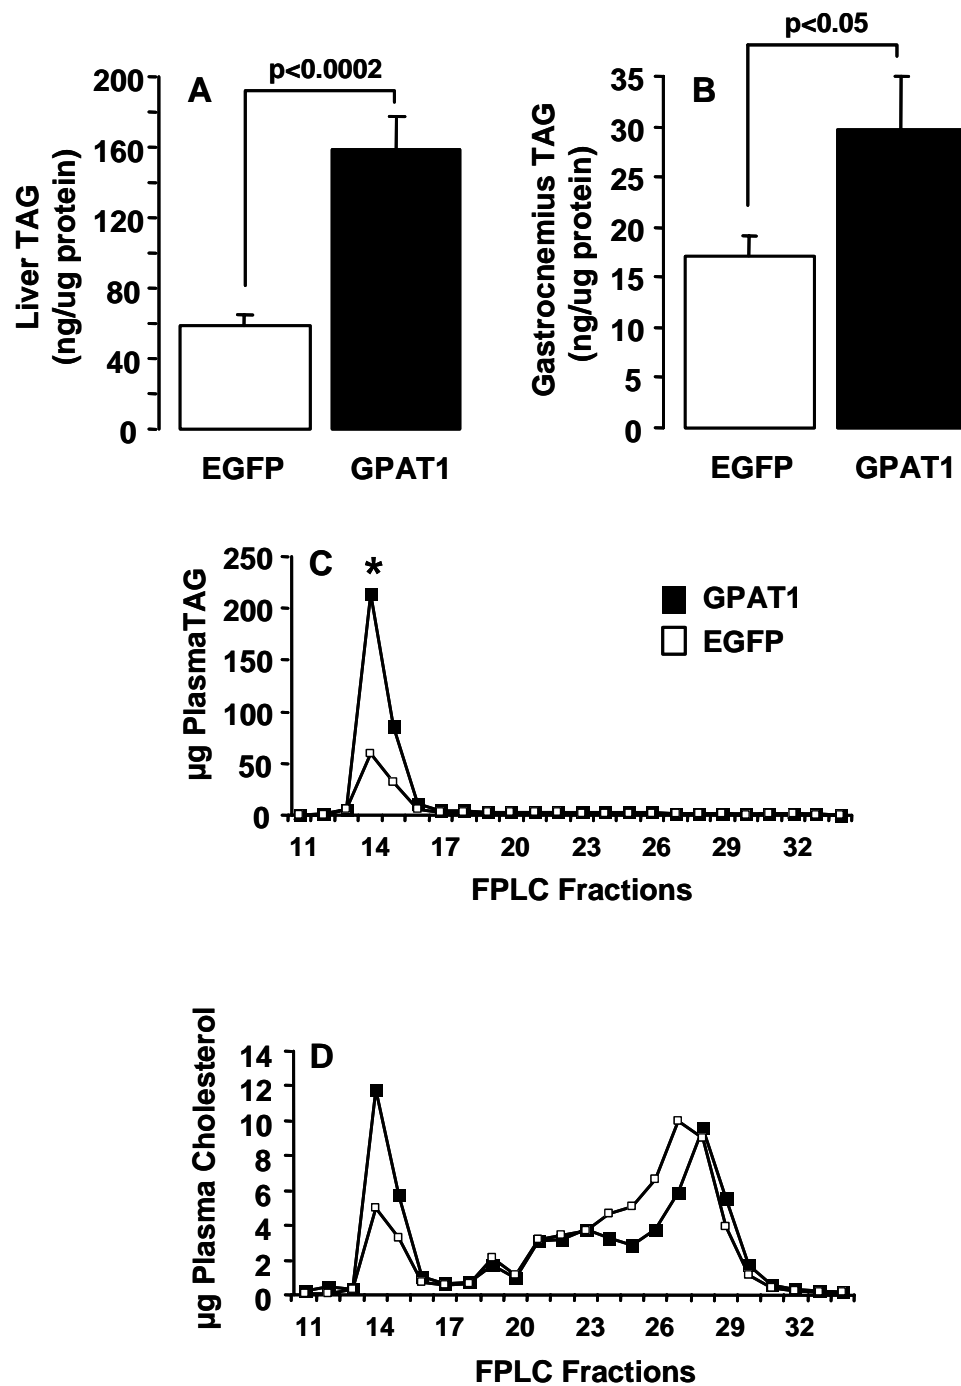 p<0.0002
A
200
160
120
80
40
0
Liver TAG
(ng/ug protein)
EGFP GPAT1
p<0.05
B
35
30
25
20
15
10
5
0
Gastrocnemius TAG
(ng/ug protein)
EGFP GPAT1
C
*
250
200
150
100
50
0
µg PlasmaTAG
GPAT1
EGFP
11 14 17 20 23 26 29 32
FPLC Fractions
D
14
12
10
8
6
4
2
0
µg Plasma Cholesterol
11 14 17 20 23 26 29 32
FPLC Fractions